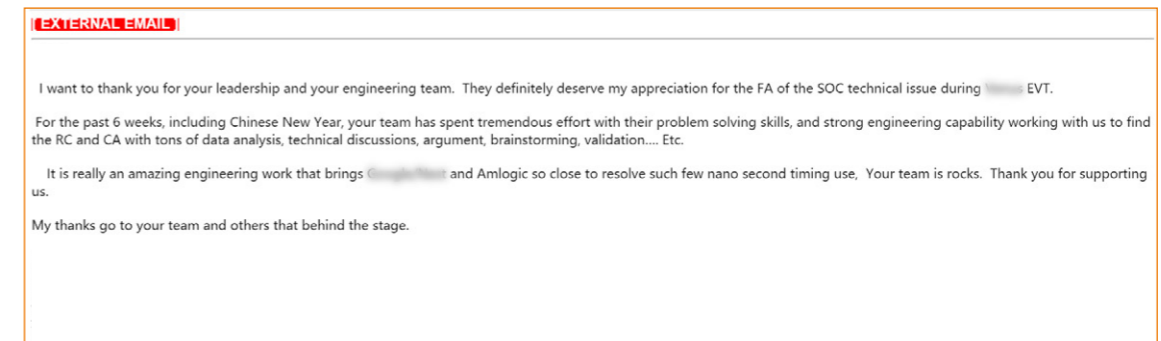 EXTERNAL EMAIL
I want to thank you for your leadership and your engineering team. They definitely deserve my appreciation for the FA of the SOC technical issue during EVT.
For the past 6 weeks, including Chinese New Year, your team has spent tremendous effort with their problem solving skills, and strong engineering capability working with us to find
the RC and CA with tons of data analysis, technical discussions, argument, brainstorming, validation.... Etc.
It is really an amazing engineering work that brings and Amlogic so close to resolve such few nano second timing use, Your team is rocks. Thank you for supporting
us.
My thanks go to your team and others that behind the stage.